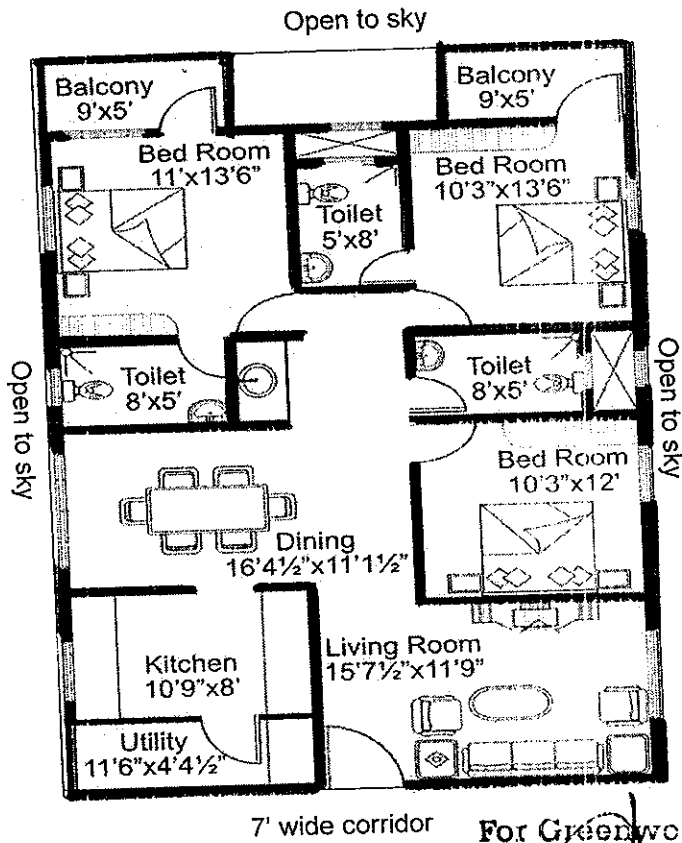 Open to sky
Balcony
9'x5'
Balcony
9'x5'
Bed Room
11'x13'6"
Bed Room
10'3"x13'6"
Toilet
5'x8'
Open to sky
Toilet
8'x5'
Toilet
8'x5'
Open to sky
Bed Room
10'3"x12'
Dining
16'4½"x11'1½"
Kitchen
10'9"x8'
Living Room
15'7½"x11'9"
Utility
11'6"x4'4½"
7' wide corridor
For